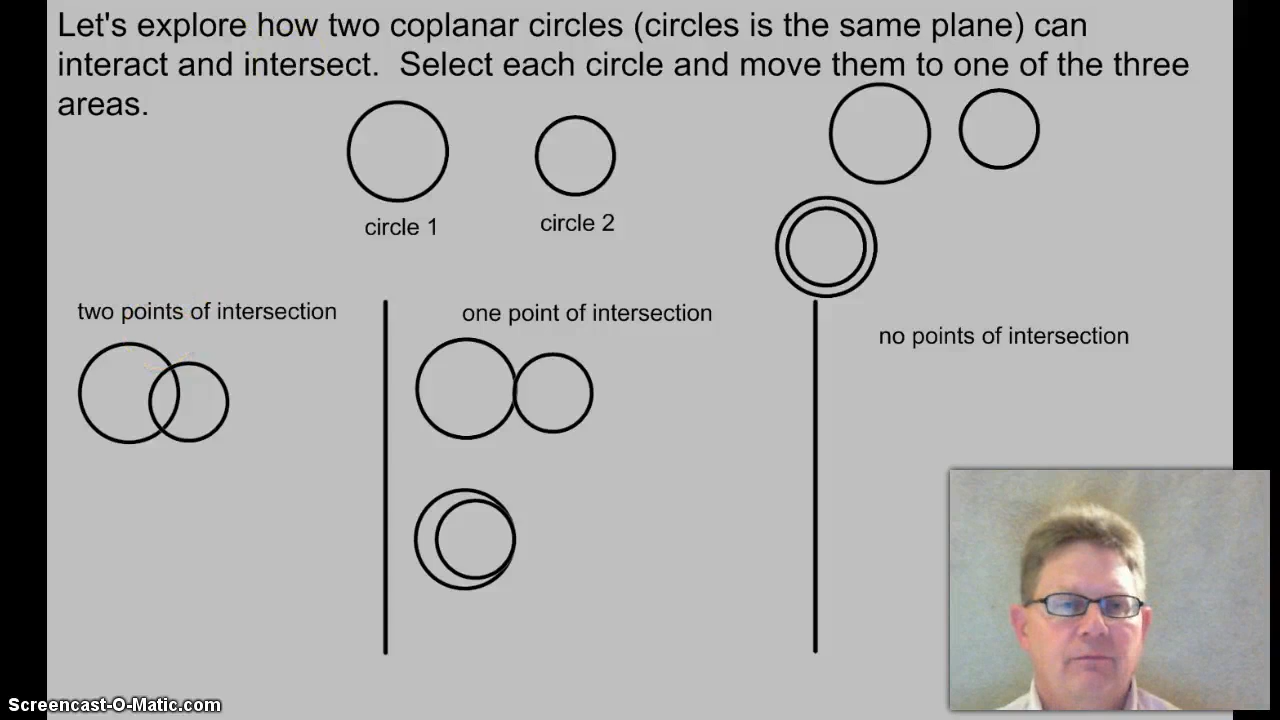 Let's explore how two coplanar circles (circles is the same plane) can
interact and intersect.  Select each circle and move them to one of the three
areas.
circle 1
circle 2
two points of intersection
one point of intersection
no points of intersection
Screencast-O-Matic.com